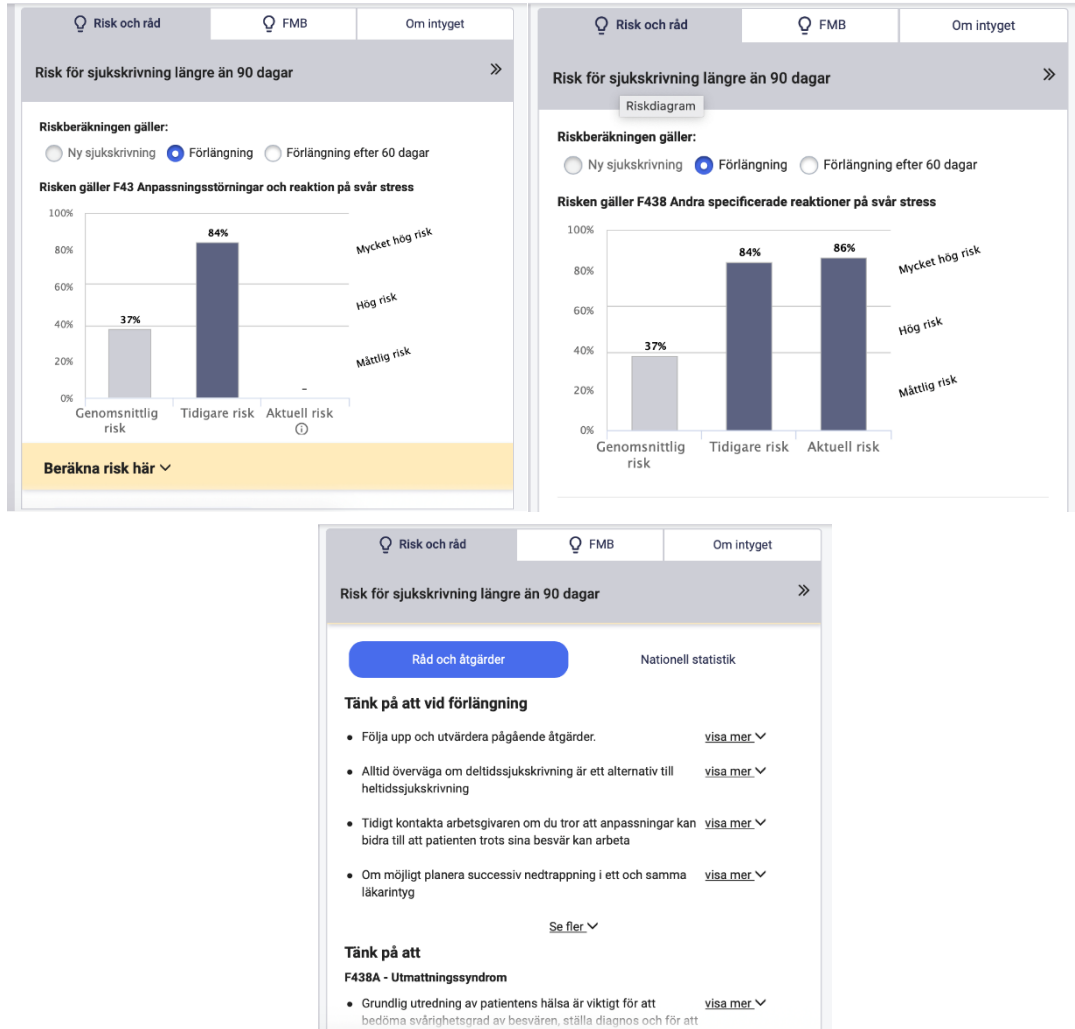 Risk och råd
FMB
Om intyget
Risk för sjukskrivning längre än 90 dagar
Riskberäkningen gäller:
Ny sjukskrivning
Förlängning
Förlängning efter 60 dagar
Risken gäller F43 Anpassningsstörningar och reaktion på svår stress
100%
80%
60%
40%
20%
0%
37%
84%
–
Mycket hög risk
Hög risk
Måttlig risk
Genomsnittlig
risk
Tidigare risk
Aktuell risk
Beräkna risk här
Risk och råd
FMB
Om intyget
Risk för sjukskrivning längre än 90 dagar
Riskdiagram
Riskberäkningen gäller:
Ny sjukskrivning
Förlängning
Förlängning efter 60 dagar
Risken gäller F438 Andra specificerade reaktioner på svår stress
100%
80%
60%
40%
20%
0%
37%
84%
86%
Mycket hög risk
Hög risk
Måttlig risk
Genomsnittlig
risk
Tidigare risk
Aktuell risk
Risk och råd
FMB
Om intyget
Risk för sjukskrivning längre än 90 dagar
Råd och åtgärder
Nationell statistik
Tänk på att vid förlängning
• Följa upp och utvärdera pågående åtgärder. visa mer
• Alltid överväga om deltidssjukskrivning är ett alternativ till visa mer
heltidssjukskrivning
• Tidigt kontakta arbetsgivaren om du tror att anpassningar kan visa mer
bidra till att patienten trots sina besvär kan arbeta
• Om möjligt planera successiv nedtrappning i ett och samma visa mer
läkarintyg
Se fler
Tänk på att
F438A - Utmattningssyndrom
• Grundlig utredning av patientens hälsa är viktigt för att visa mer
bedöma svårighetsgrad av besvären, ställa diagnos och för att